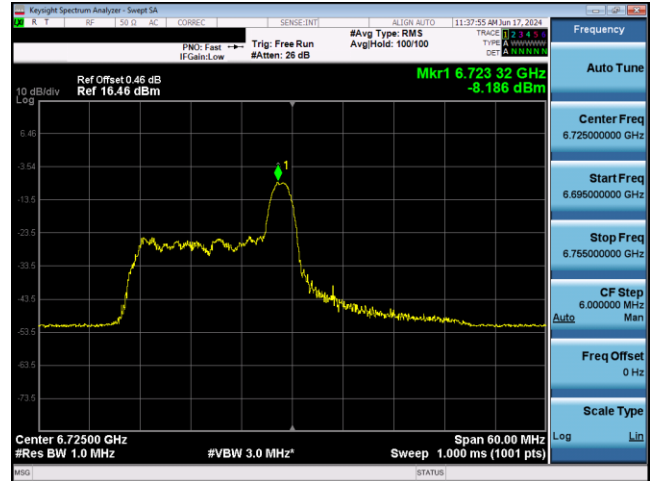 Keysight Spectrum Analyzer - Swept SA
R T RF 50 Ω AC CORREC SENSE:INT ALIGN AUTO 11:37:55 AM Jun 17, 2024
PNO: Fast
IFGain:Low
Trig: Free Run
#Atten: 26 dB
#Avg Type: RMS
Avg|Hold: 100/100
TRACE 1 2 3 4 5 6
TYPE A WWWWW
DET A N N N N N
Ref Offset 0.46 dB
10 dB/div Ref 16.46 dBm
Log
Mkr1 6.723 32 GHz
-8.186 dBm
6.46
-3.54
1
-13.5
-23.5
-33.5
-43.5
-53.5
-63.5
-73.5
Center 6.72500 GHz Span 60.00 MHz
#Res BW 1.0 MHz #VBW 3.0 MHz* Sweep 1.000 ms (1001 pts)
MSG STATUS
Frequency
Auto Tune
Center Freq
6.725000000 GHz
Start Freq
6.695000000 GHz
Stop Freq
6.755000000 GHz
CF Step
6.000000 MHz
Auto Man
Freq Offset
0 Hz
Scale Type
Log Lin